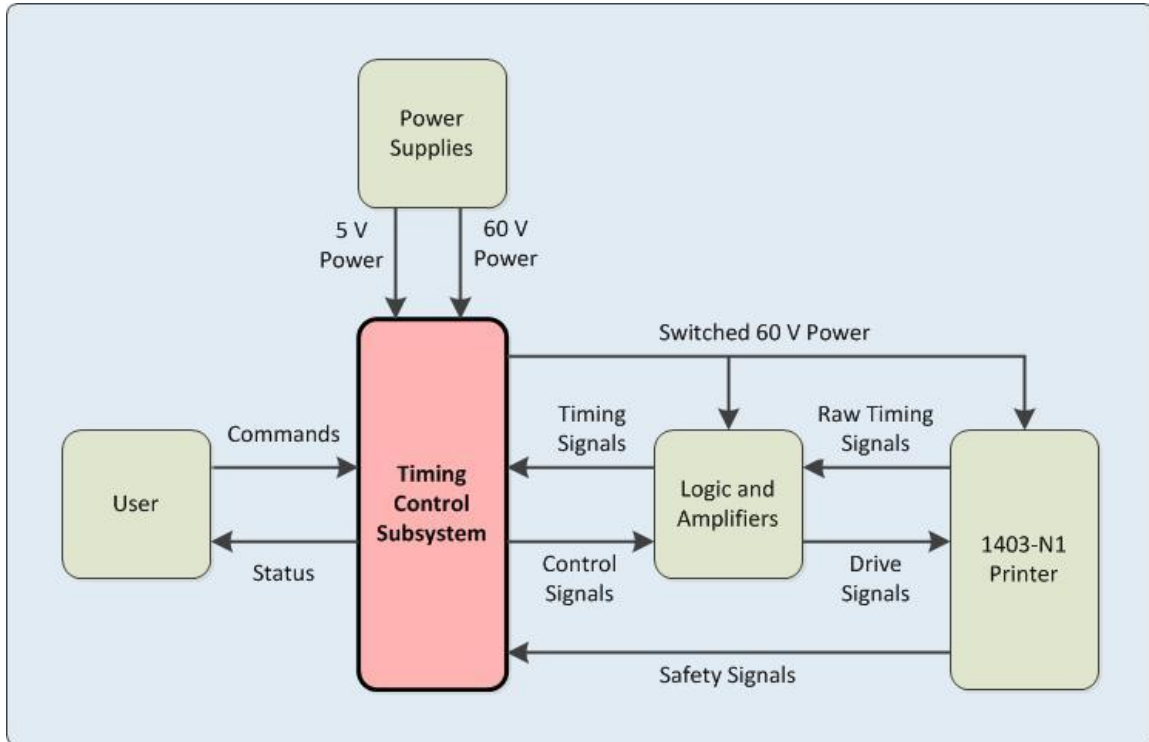 Power
Supplies
5 V
Power
60 V
Power
Switched 60 V Power
Commands
Timing
Signals
Raw Timing
Signals
User
Timing
Control
Subsystem
Logic and
Amplifiers
1403-N1
Printer
Status
Control
Signals
Drive
Signals
Safety Signals